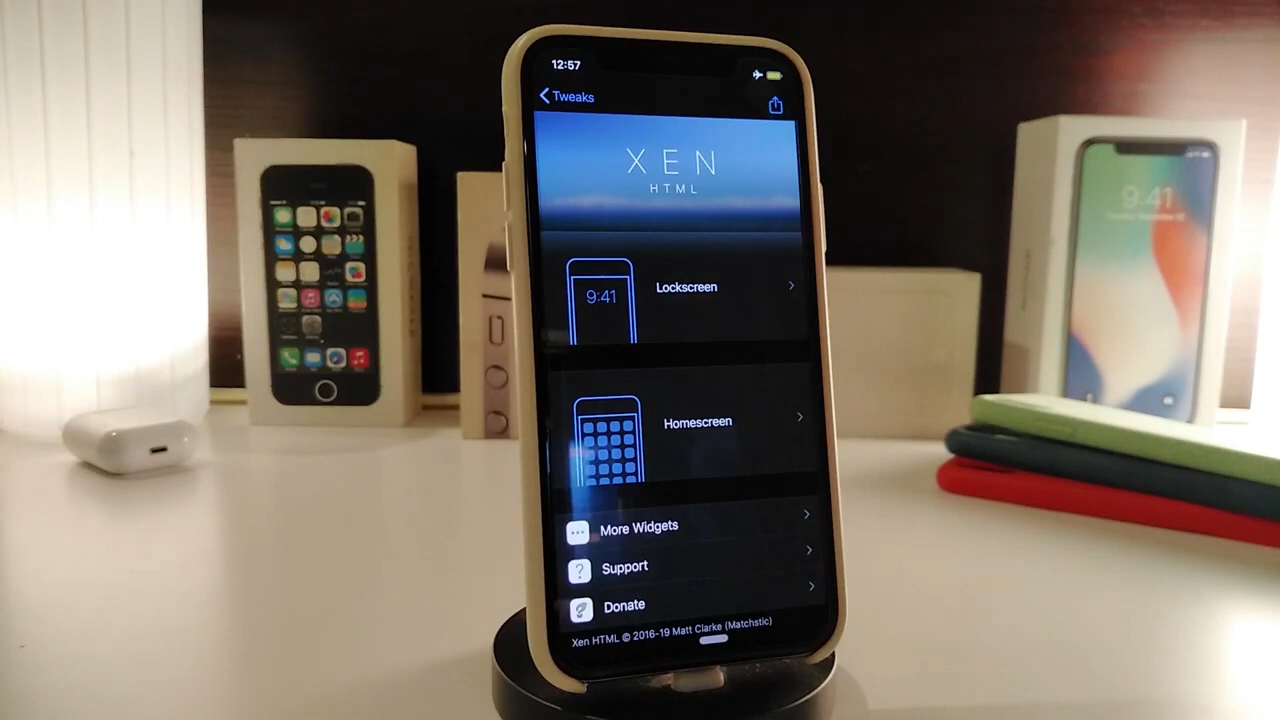 12:57
Tweaks
XEN
HTML
9:41
Lockscreen
Homescreen
More Widgets
Support
?
Donate
Xen HTML © 2016-19 Matt Clarke (Matchstic)
9:41